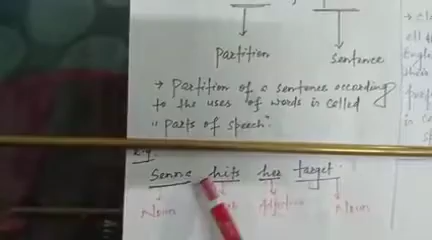 partition sentence
→ Partition of a sentence according
to the uses of words is called
"parts of speech".
e.g.
Senne hits her target.
Noun Adjective Noun